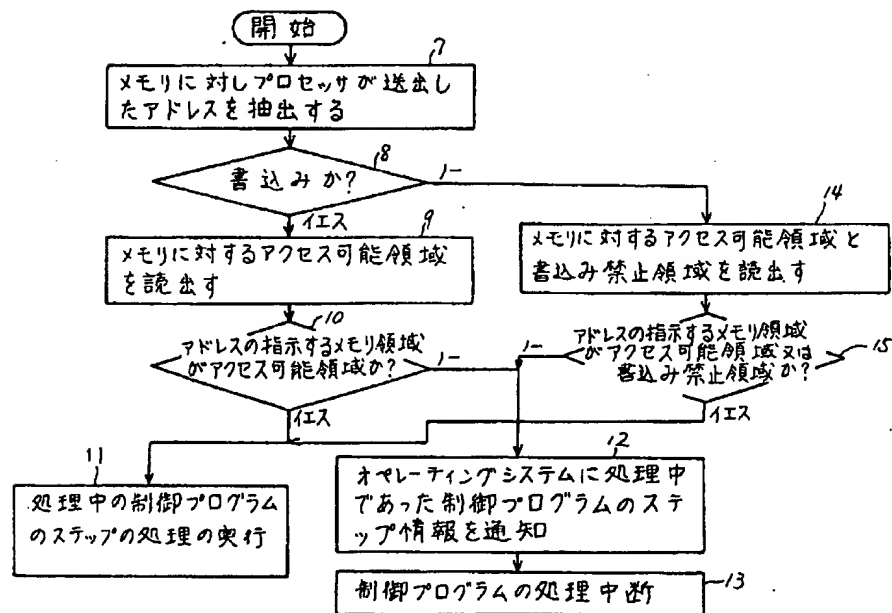 開始
7
メモリに対しプロセッサが送出し
たアドレスを抽出する
8
書込みか?
ノー
イエス
9
メモリに対するアクセス可能領域
を読出す
14
メモリに対するアクセス可能領域と
書込み禁止領域を読出す
10
アドレスの指示するメモリ領域
がアクセス可能領域か?
ノー
イエス
アドレスの指示するメモリ領域
がアクセス可能領域又は
書込み禁止領域か?
15
ノー
イエス
11
処理中の制御プログラム
のステップの処理の実行
12
オペレーティングシステムに処理中
であった制御プログラムのステ
ップ情報を通知
制御プログラムの処理中断
13